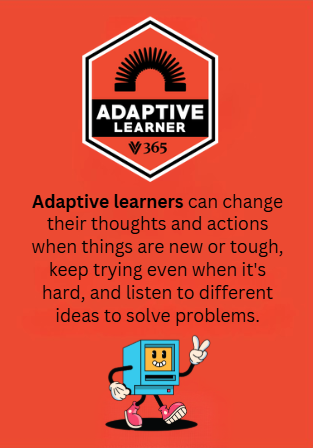 ADAPTIVE
LEARNER
365
Adaptive learners can change
their thoughts and actions
when things are new or tough,
keep trying even when it's
hard, and listen to different
ideas to solve problems.